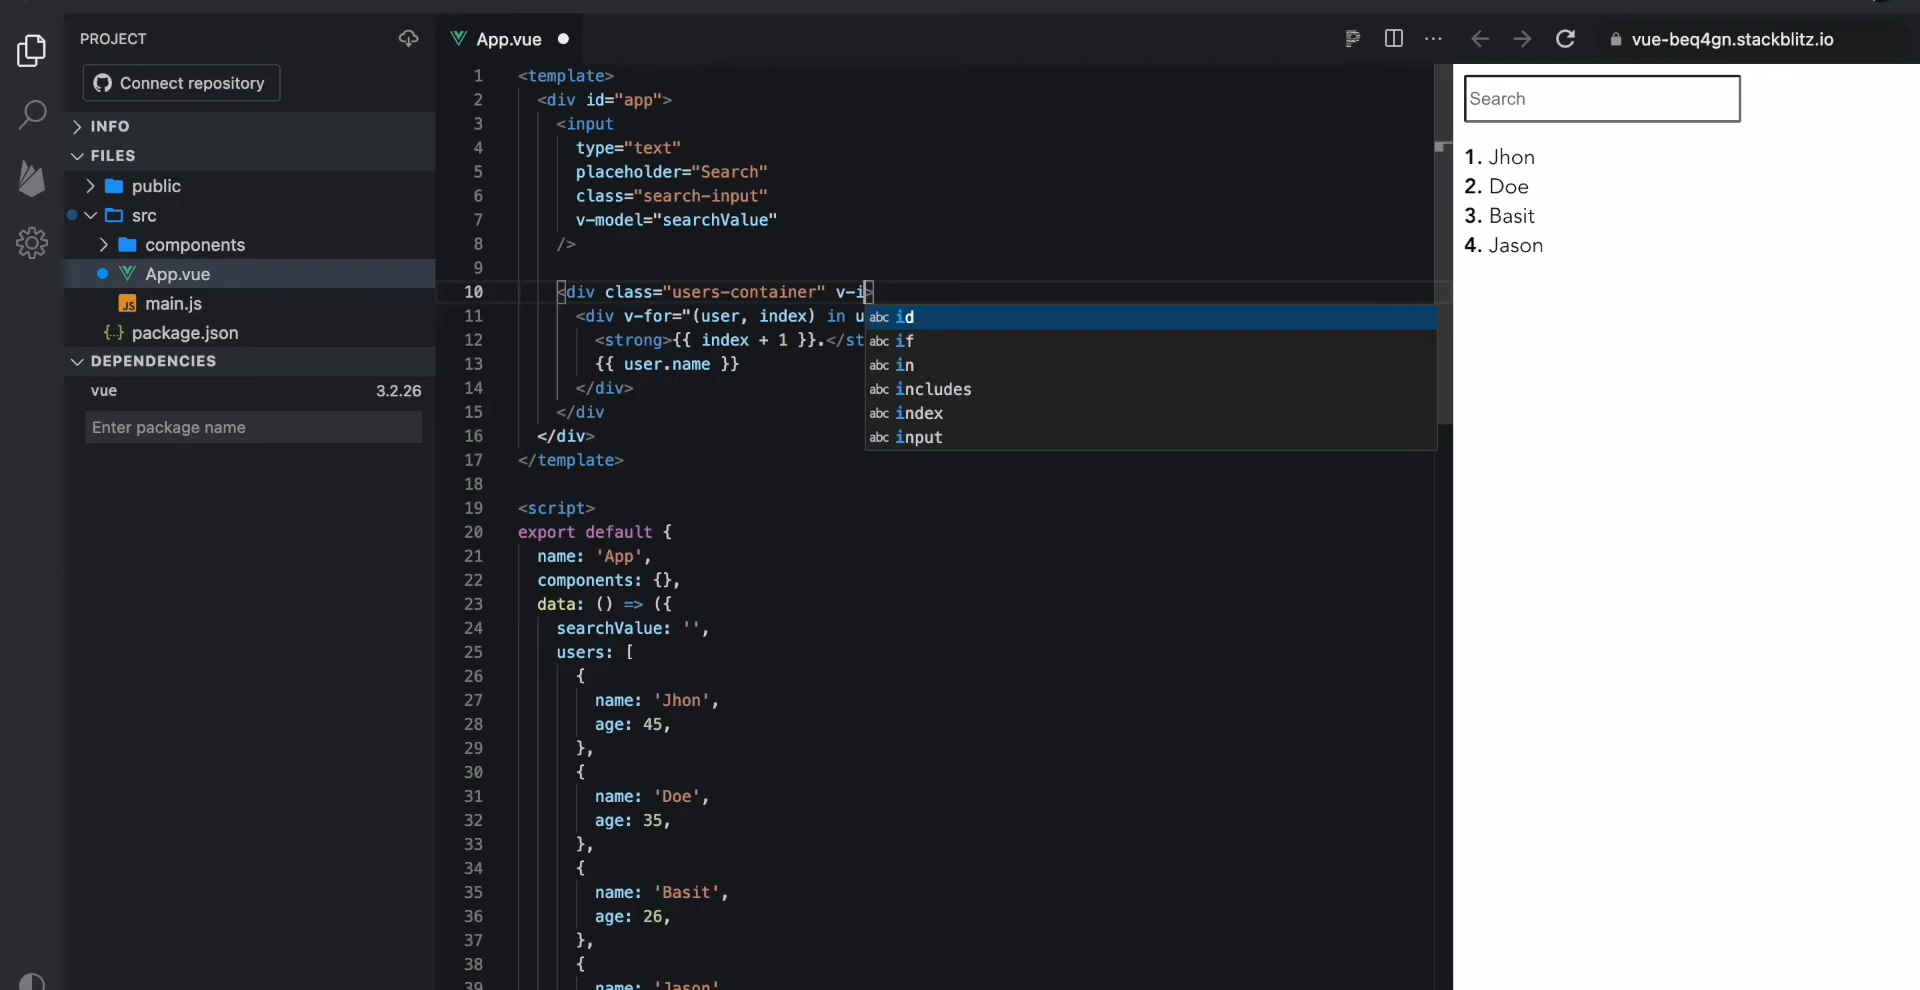 PROJECT
Connect repository
INFO
FILES
public
src
components
App.vue
main.js
package.json
DEPENDENCIES
vue 3.2.26
Enter package name
App.vue
1 <template>
2 <div id="app">
3 <input
4 type="text"
5 placeholder="Search"
6 class="search-input"
7 v-model="searchValue"
8 />
9
10 <div class="users-container" v-i>
11 <div v-for="(user, index) in u
12 <strong>{{ index + 1 }}.</st
13 {{ user.name }}
14 </div>
15 </div
16 </div>
17 </template>
18
19 <script>
20 export default {
21 name: 'App',
22 components: {},
23 data: () => ({
24 searchValue: '',
25 users: [
26 {
27 name: 'Jhon',
28 age: 45,
29 },
30 {
31 name: 'Doe',
32 age: 35,
33 },
34 {
35 name: 'Basit',
36 age: 26,
37 },
38 {
39 name: 'Jason'
abc id
abc if
abc in
abc includes
abc index
abc input
vue-beq4gn.stackblitz.io
Search
1. Jhon
2. Doe
3. Basit
4. Jason